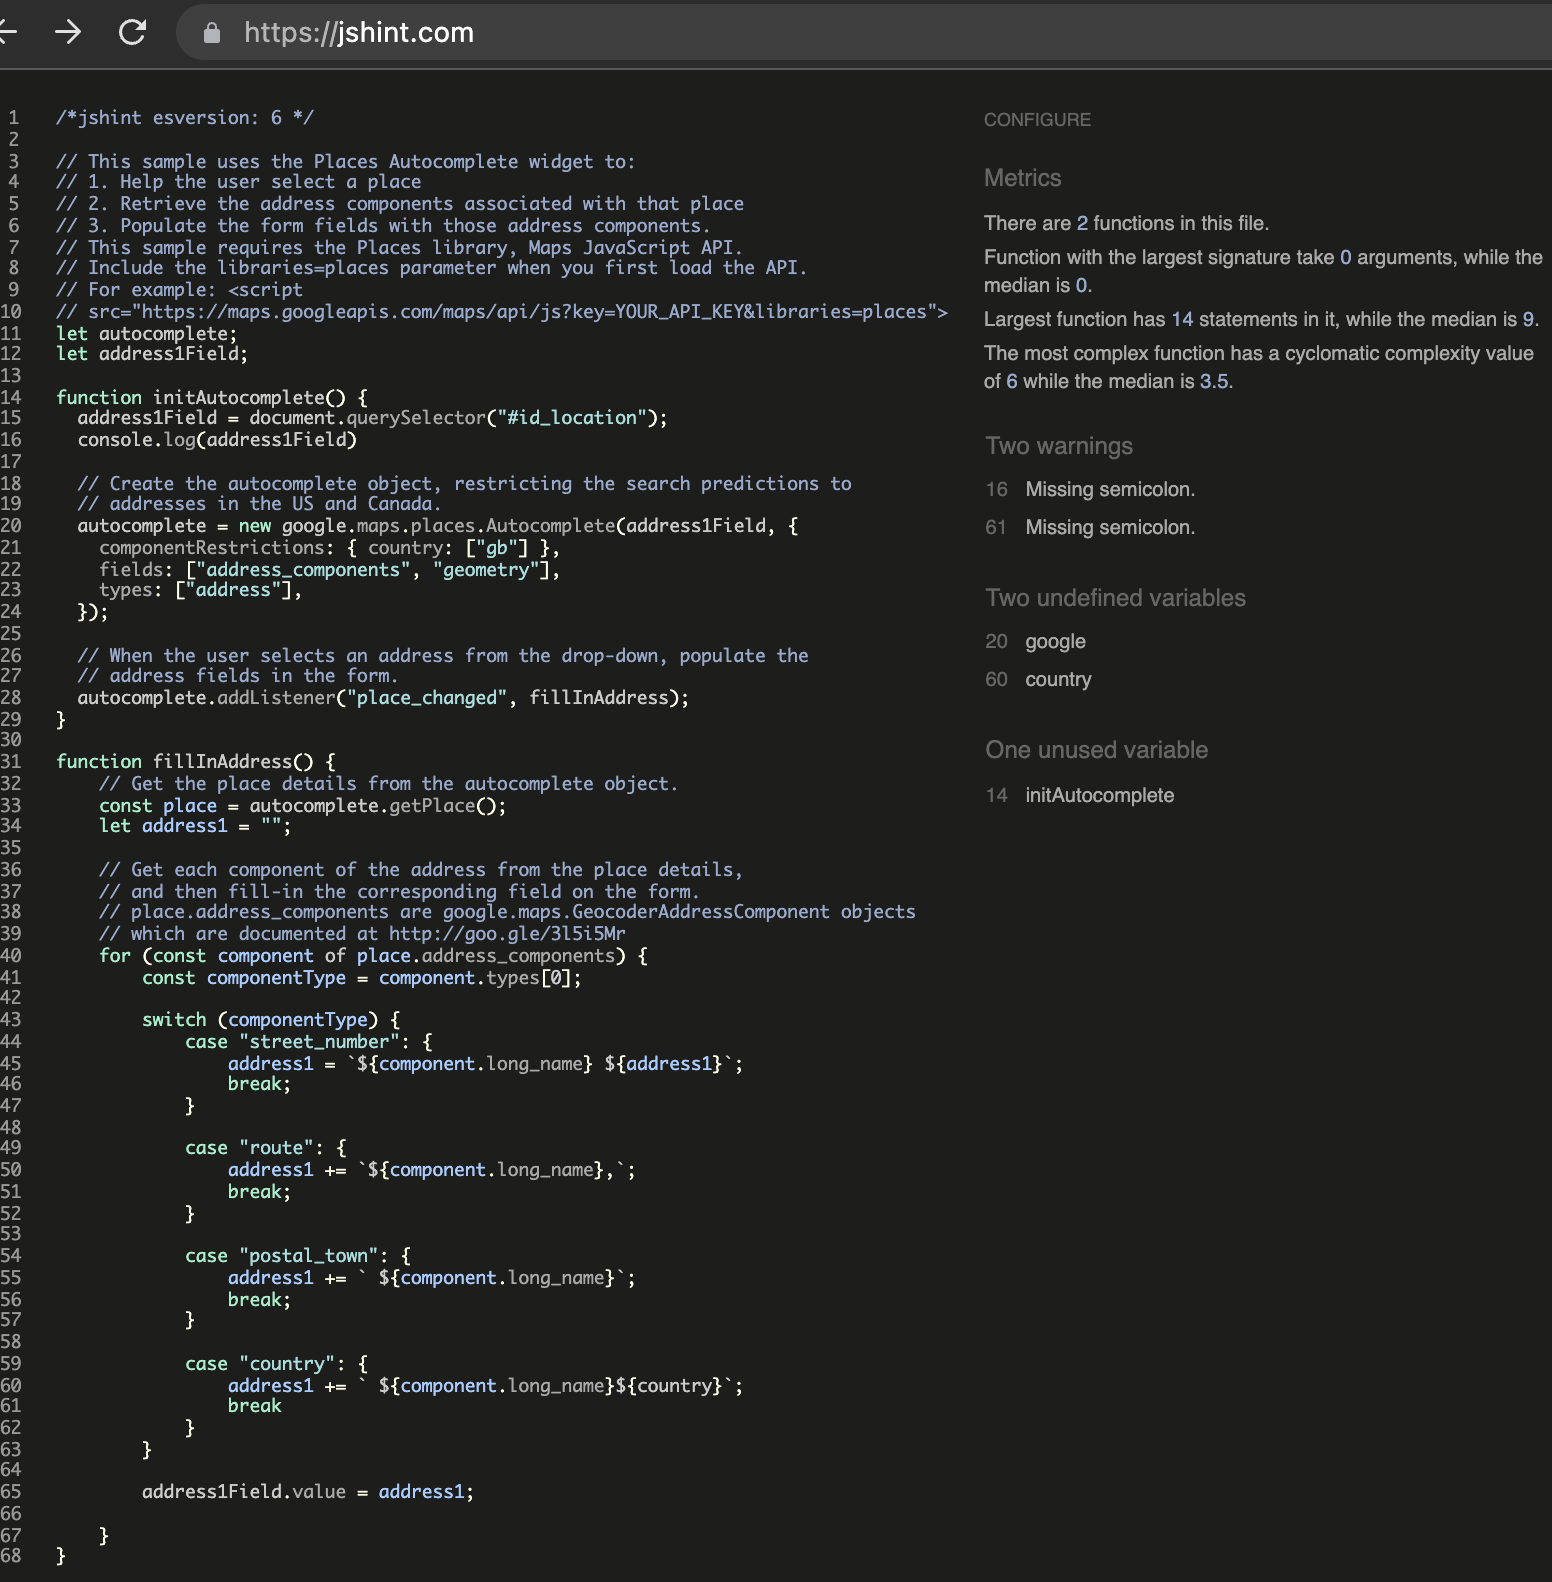 https://jshint.com
1 /*jshint esversion: 6 */
2
3 // This sample uses the Places Autocomplete widget to:
4 // 1. Help the user select a place
5 // 2. Retrieve the address components associated with that place
6 // 3. Populate the form fields with those address components.
7 // This sample requires the Places library, Maps JavaScript API.
8 // Include the libraries=places parameter when you first load the API.
9 // For example: <script
10 // src="https://maps.googleapis.com/maps/api/js?key=YOUR_API_KEY&libraries=places">
11 let autocomplete;
12 let address1Field;
13
14 function initAutocomplete() {
15   address1Field = document.querySelector("#id_location");
16   console.log(address1Field)
17
18   // Create the autocomplete object, restricting the search predictions to
19   // addresses in the US and Canada.
20   autocomplete = new google.maps.places.Autocomplete(address1Field, {
21     componentRestrictions: { country: ["gb"] },
22     fields: ["address_components", "geometry"],
23     types: ["address"],
24   });
25
26   // When the user selects an address from the drop-down, populate the
27   // address fields in the form.
28   autocomplete.addListener("place_changed", fillInAddress);
29 }
30
31 function fillInAddress() {
32     // Get the place details from the autocomplete object.
33     const place = autocomplete.getPlace();
34     let address1 = "";
35
36     // Get each component of the address from the place details,
37     // and then fill-in the corresponding field on the form.
38     // place.address_components are google.maps.GeocoderAddressComponent objects
39     // which are documented at http://goo.gle/3l5i5Mr
40     for (const component of place.address_components) {
41         const componentType = component.types[0];
42
43         switch (componentType) {
44             case "street_number": {
45                 address1 = `${component.long_name} ${address1}`;
46                 break;
47             }
48
49             case "route": {
50                 address1 += `${component.long_name},`;
51                 break;
52             }
53
54             case "postal_town": {
55                 address1 += ` ${component.long_name}`;
56                 break;
57             }
58
59             case "country": {
60                 address1 += ` ${component.long_name}${country}`;
61                 break
62             }
63         }
64
65         address1Field.value = address1;
66
67     }
68 }
CONFIGURE
Metrics
There are 2 functions in this file.
Function with the largest signature take 0 arguments, while the
median is 0.
Largest function has 14 statements in it, while the median is 9.
The most complex function has a cyclomatic complexity value
of 6 while the median is 3.5.
Two warnings
16 Missing semicolon.
61 Missing semicolon.
Two undefined variables
20 google
60 country
One unused variable
14 initAutocomplete